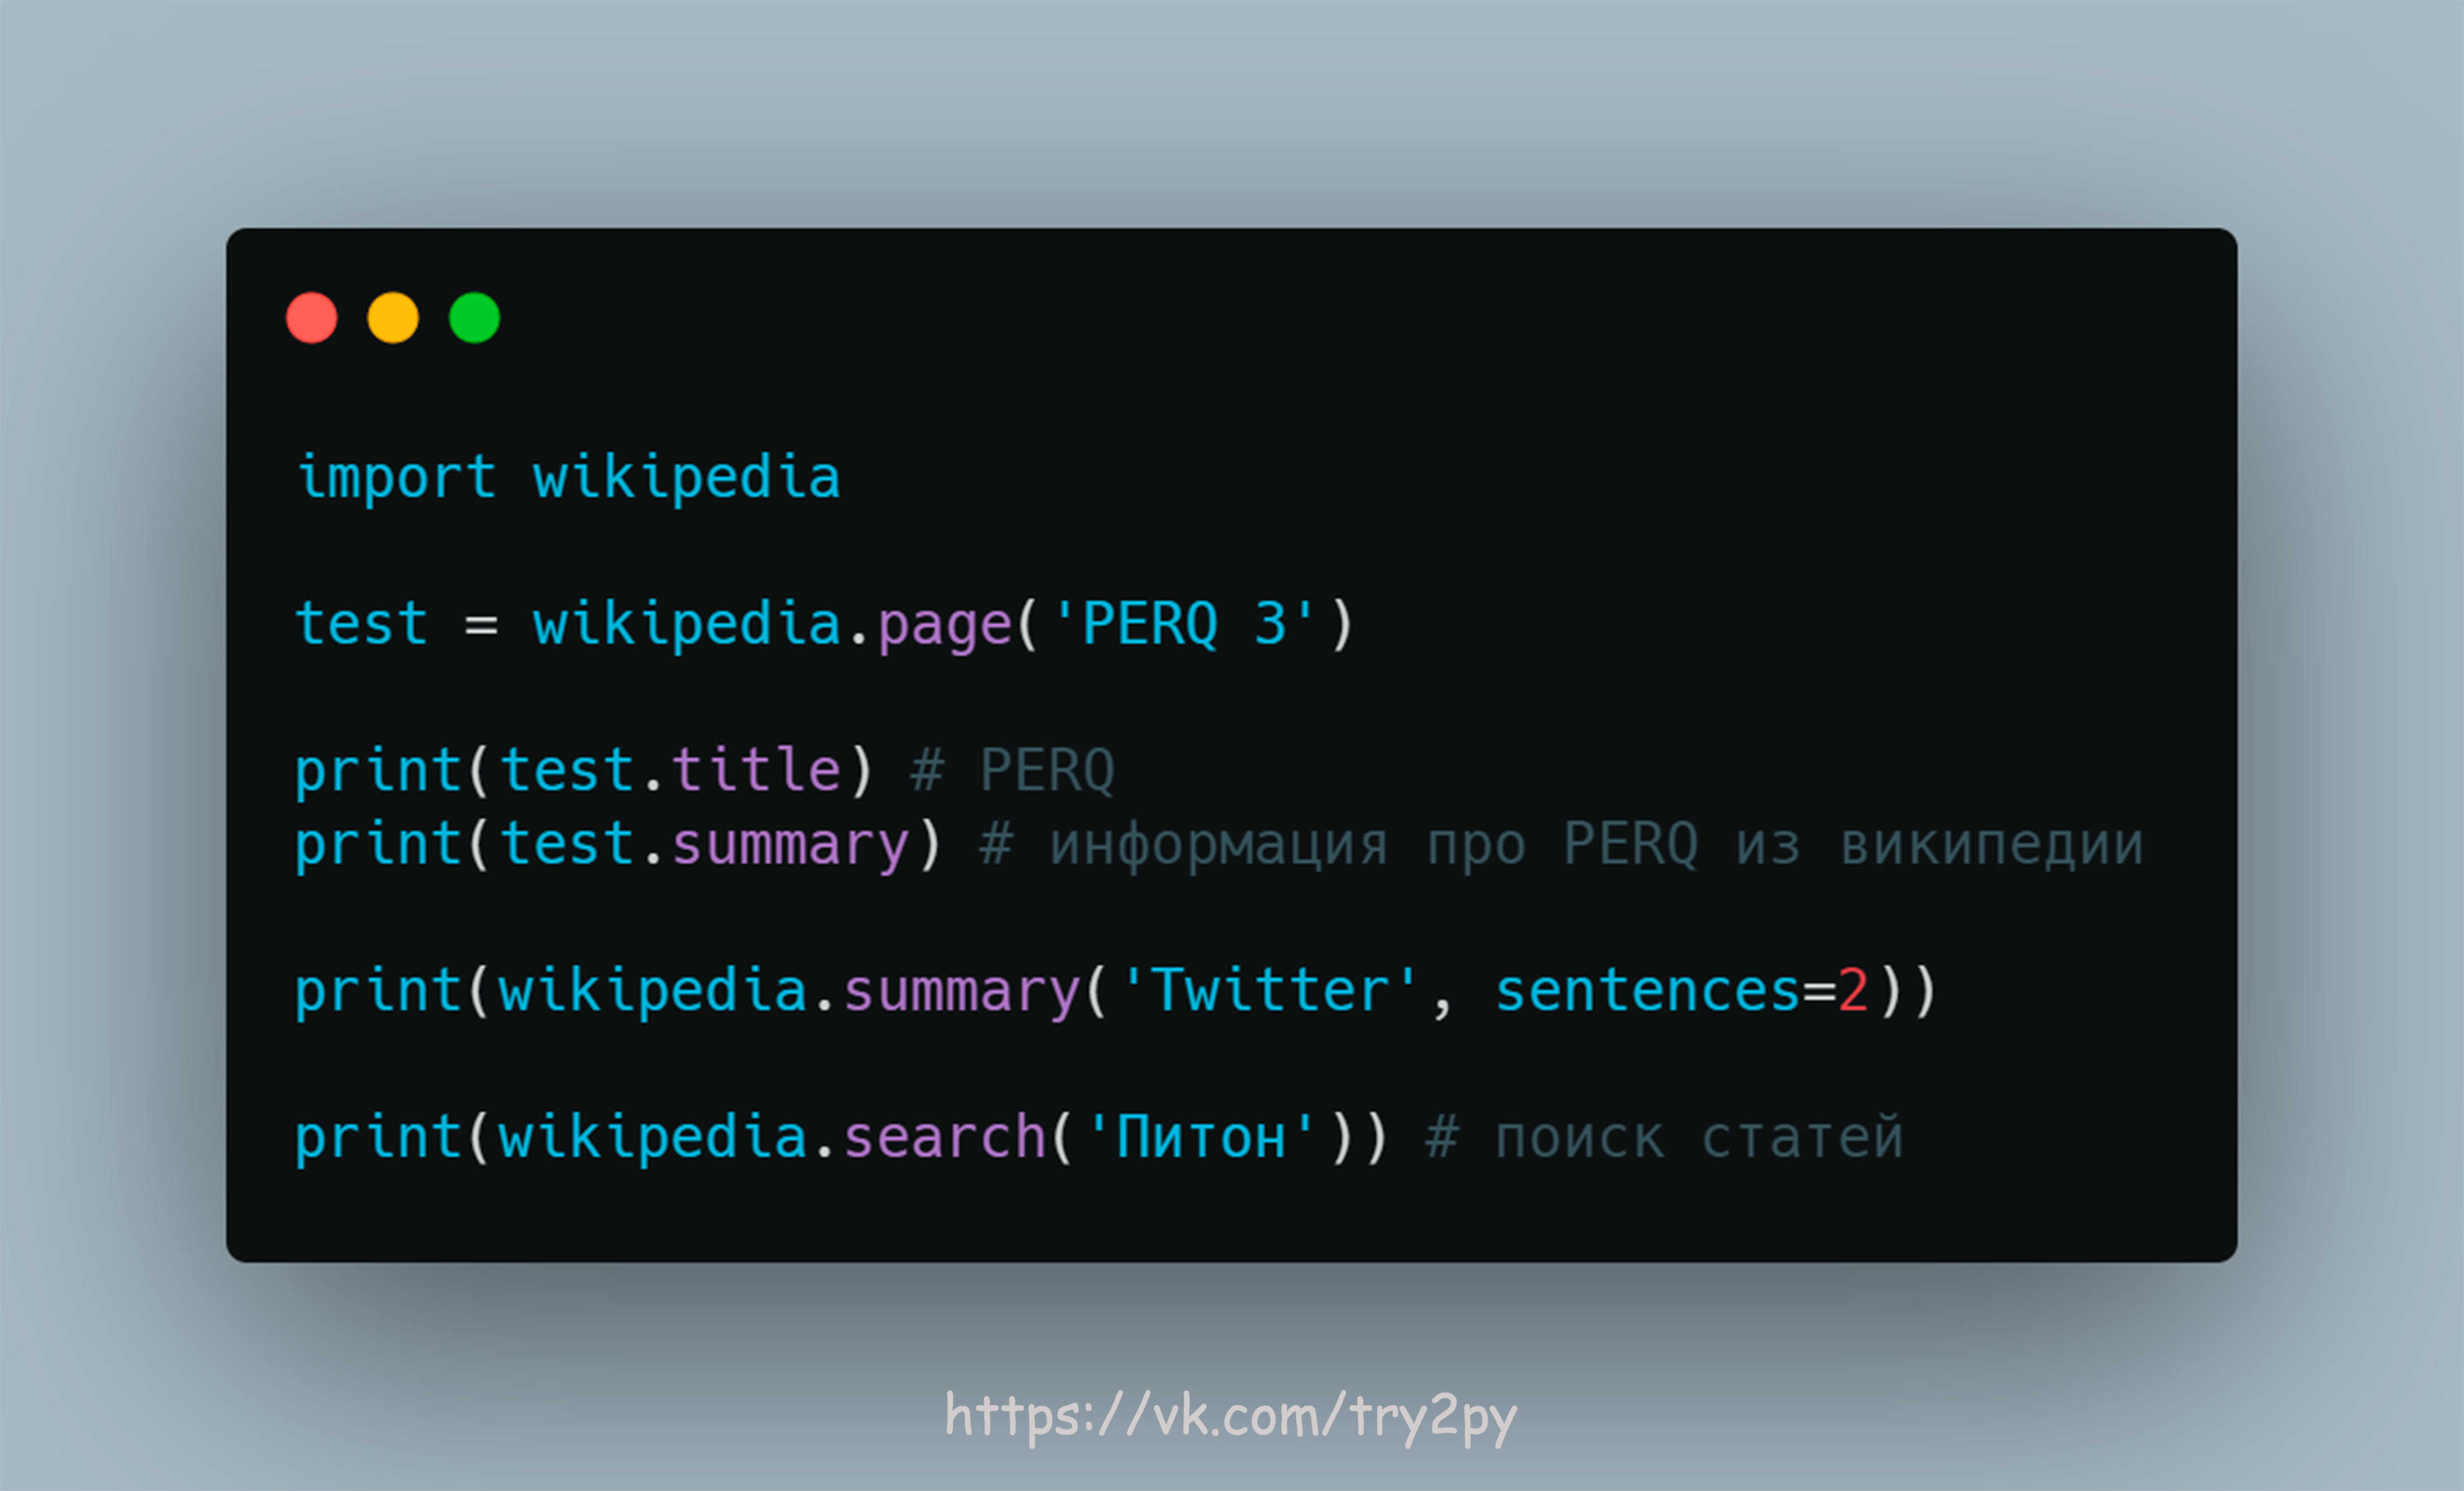 import wikipedia
test = wikipedia.page('PERQ 3')
print(test.title) # PERQ
print(test.summary) # информация про PERQ из википедии
print(wikipedia.summary('Twitter', sentences=2))
print(wikipedia.search('Питон')) # поиск статей
https://vk.com/try2py